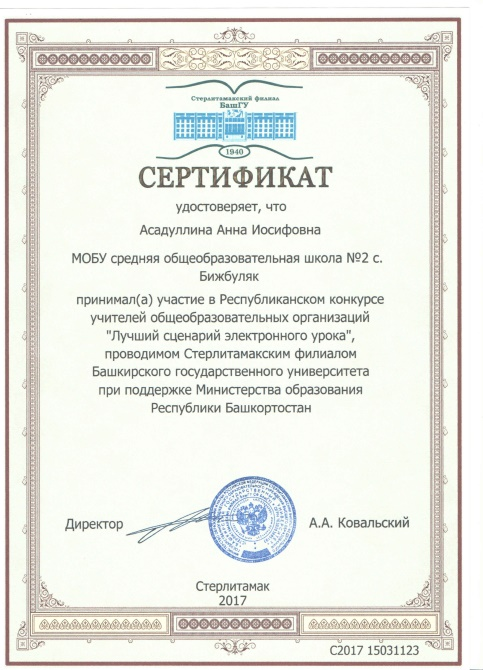 Стерлитамакский филиал
БашГУ
1940
СЕРТИФИКАТ
удостоверяет, что
Асадуллина Анна Иосифовна
МОБУ средняя общеобразовательная школа №2 с.
Бижбуляк
принимал(а) участие в Республиканском конкурсе
учителей общеобразовательных организаций
"Лучший сценарий электронного урока",
проводимом Стерлитамакским филиалом
Башкирского государственного университета
при поддержке Министерства образования
Республики Башкортостан
Директор
А.А. Ковальский
Стерлитамак
2017
С2017 15031123